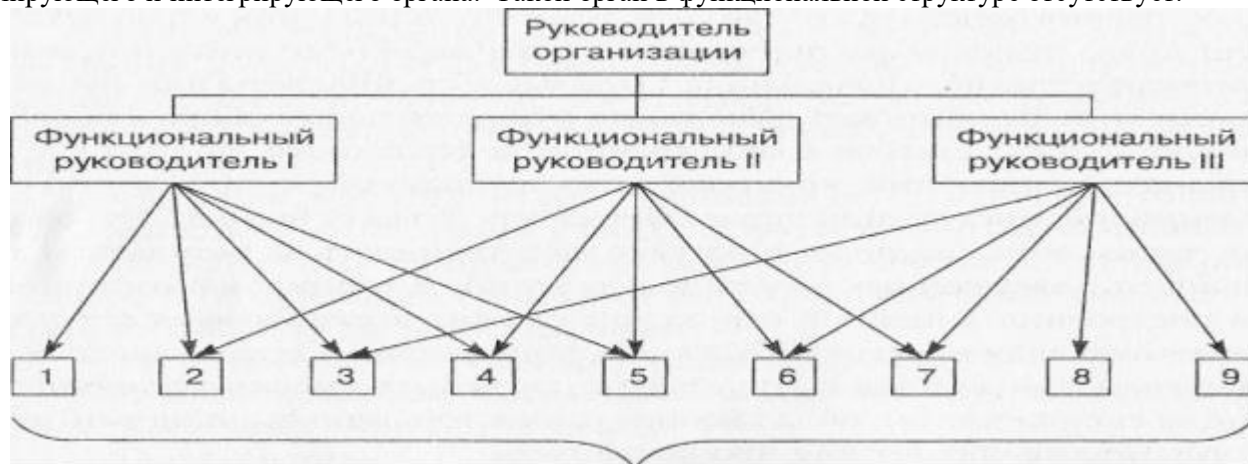 Руководитель
организации
Функциональный
руководитель I
Функциональный
руководитель II
Функциональный
руководитель III
1 2 3 4 5 6 7 8 9